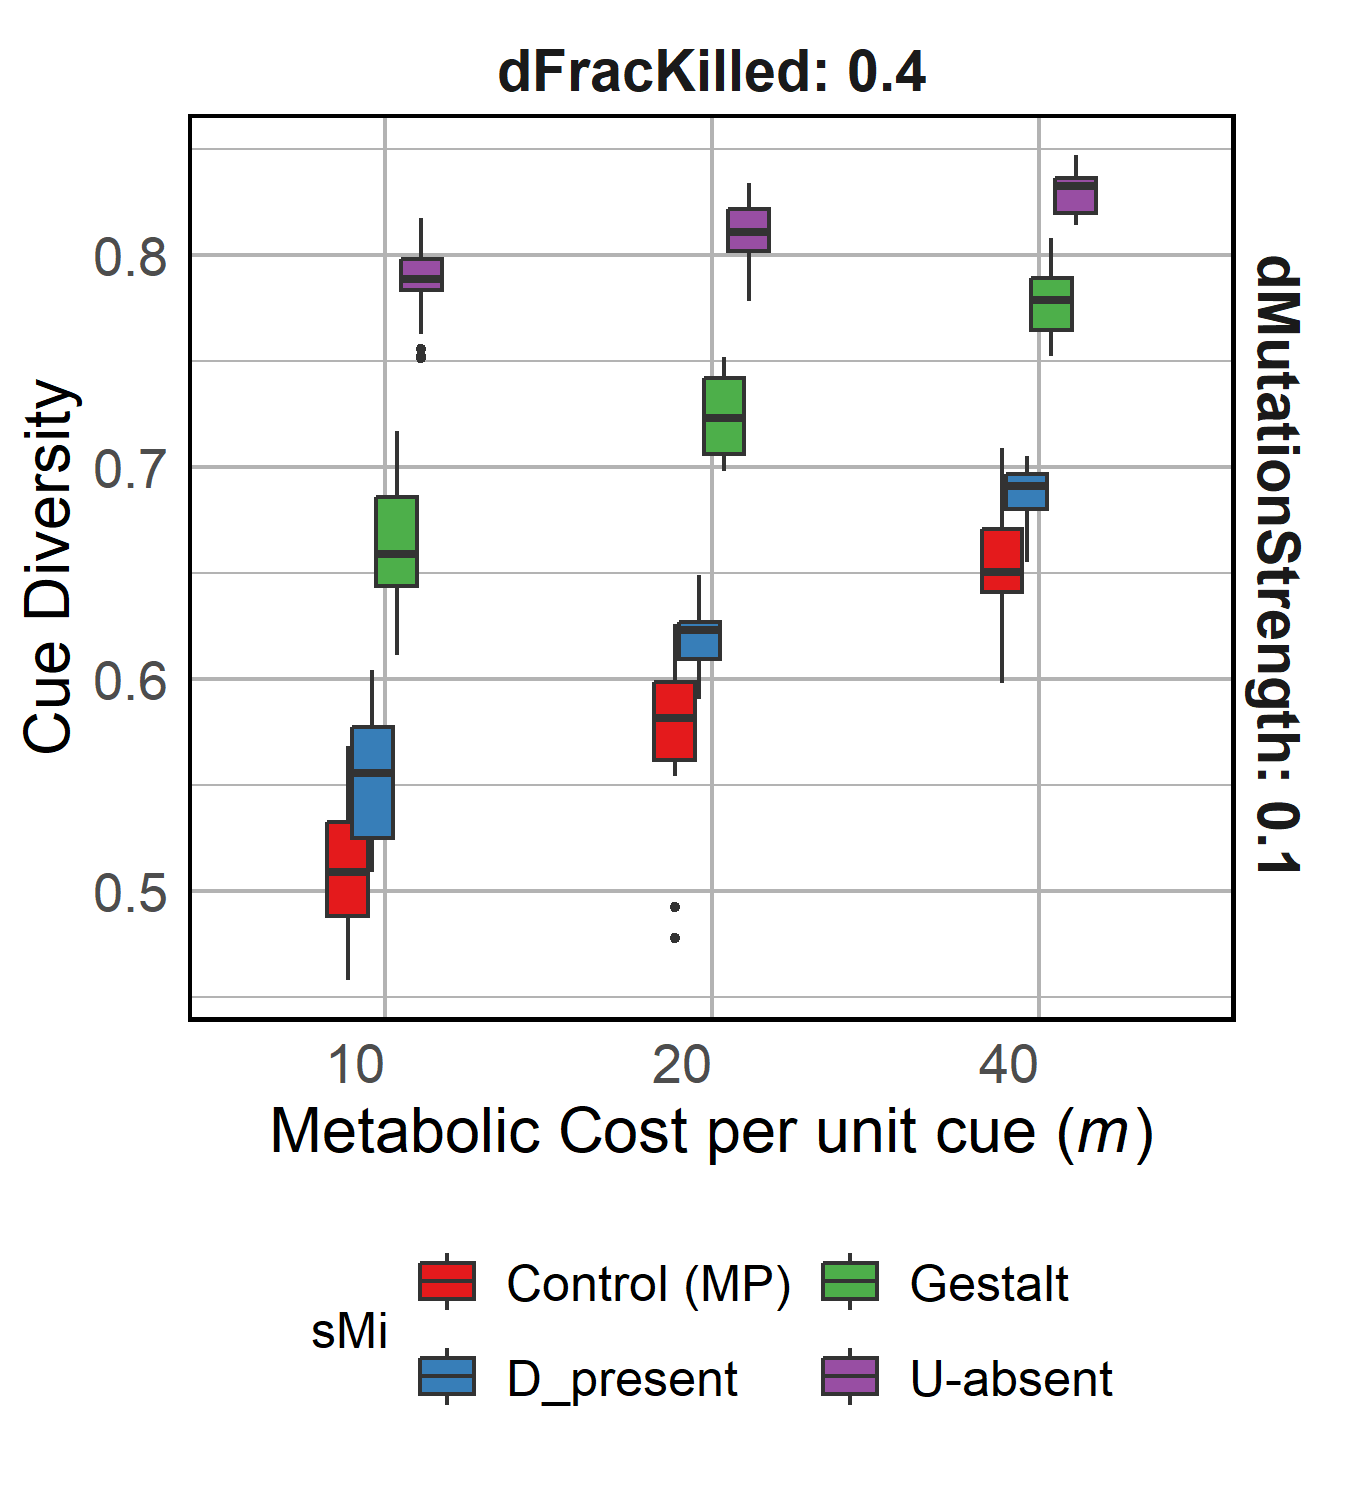 dFracKilled: 0.4
Cue Diversity
0.8
0.7
0.6
0.5
dMutationStrength: 0.1
10 20 40
Metabolic Cost per unit cue (m)
sMi
Control (MP) Gestalt
D_present U-absent